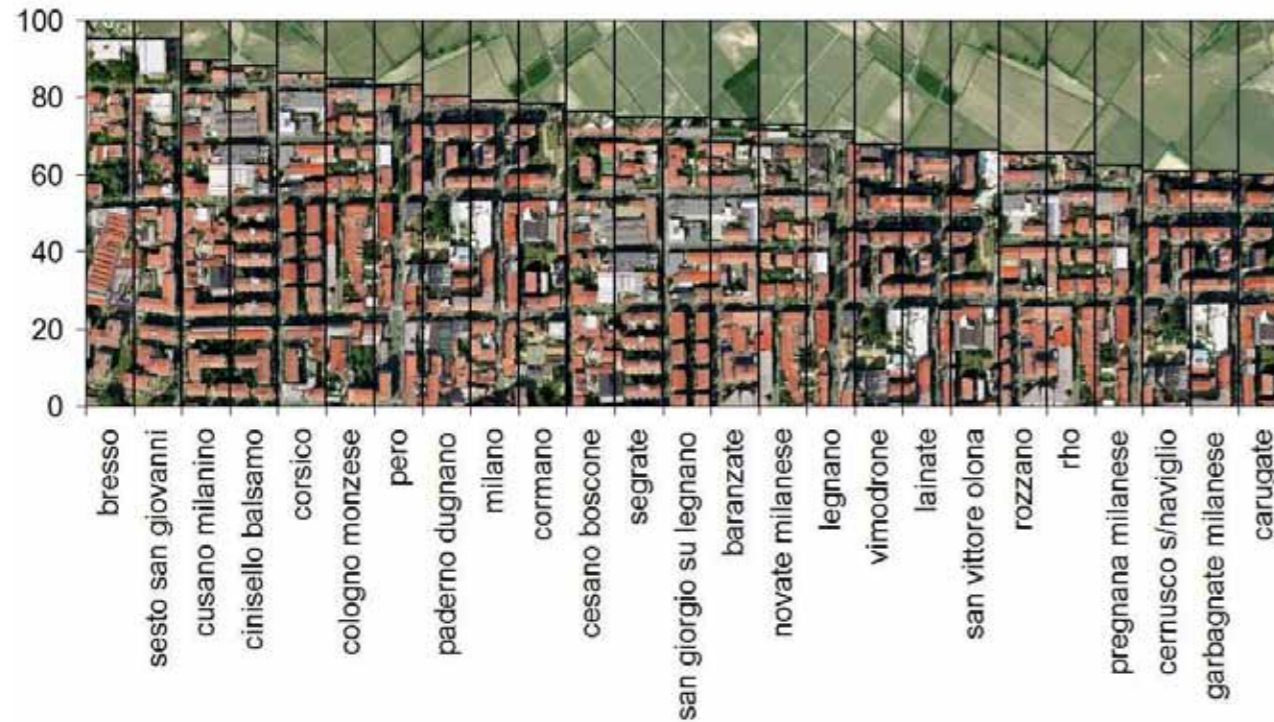 100
80
60
40
20
0
bresso
sesto san giovanni
cusano milanino
cinisello balsamo
corsico
cologno monzese
pero
paderno dugnano
milano
cormano
cesano boscone
segrate
san giorgio su legnano
baranzate
novate milanese
legnano
vimodrone
lainate
san vittore olona
rozzano
rho
pregnana milanese
cernusco s/naviglio
garbagnate milanese
carugate